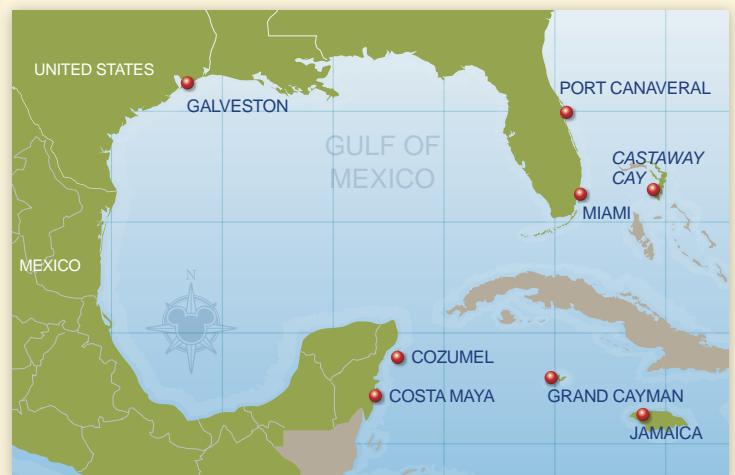 UNITED STATES
GALVESTON
PORT CANAVERAL
GULF OF
MEXICO
CASTAWAY
CAY
MIAMI
MEXICO
N
COZUMEL
COSTA MAYA
GRAND CAYMAN
JAMAICA